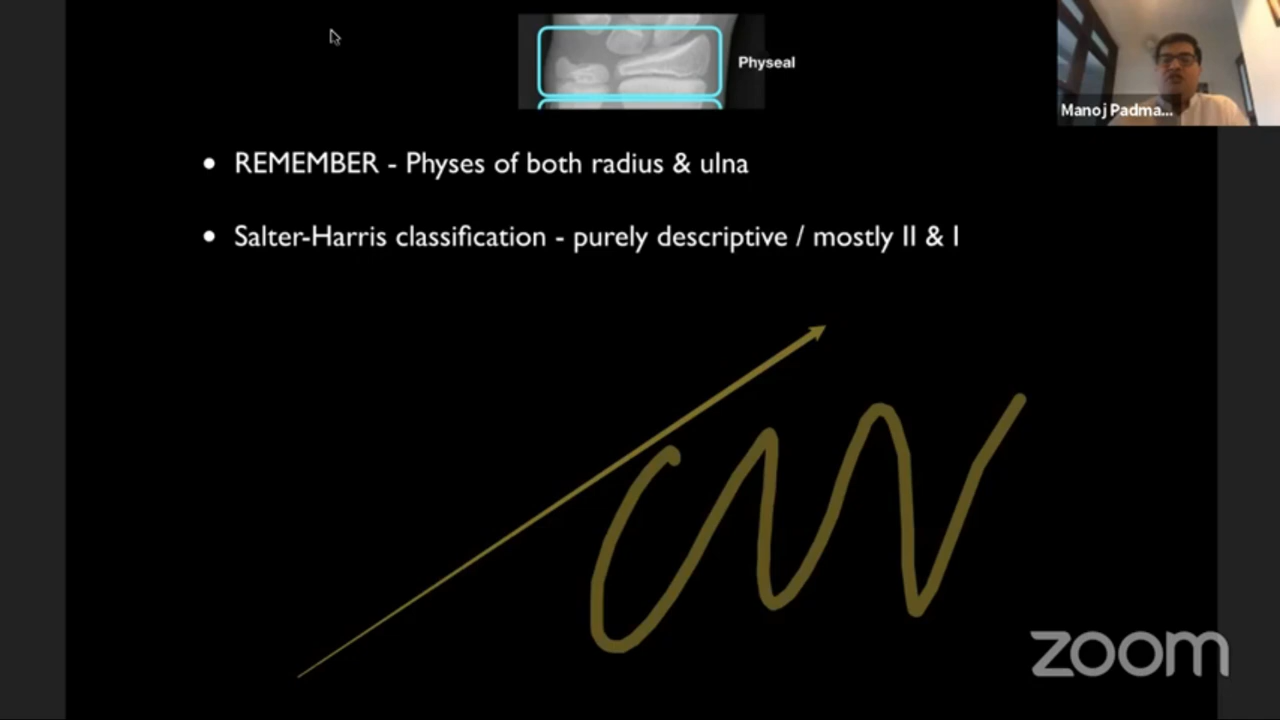 Physeal
Manoj Padma...
• REMEMBER - Physes of both radius & ulna
• Salter-Harris classification - purely descriptive / mostly II & I
zoom